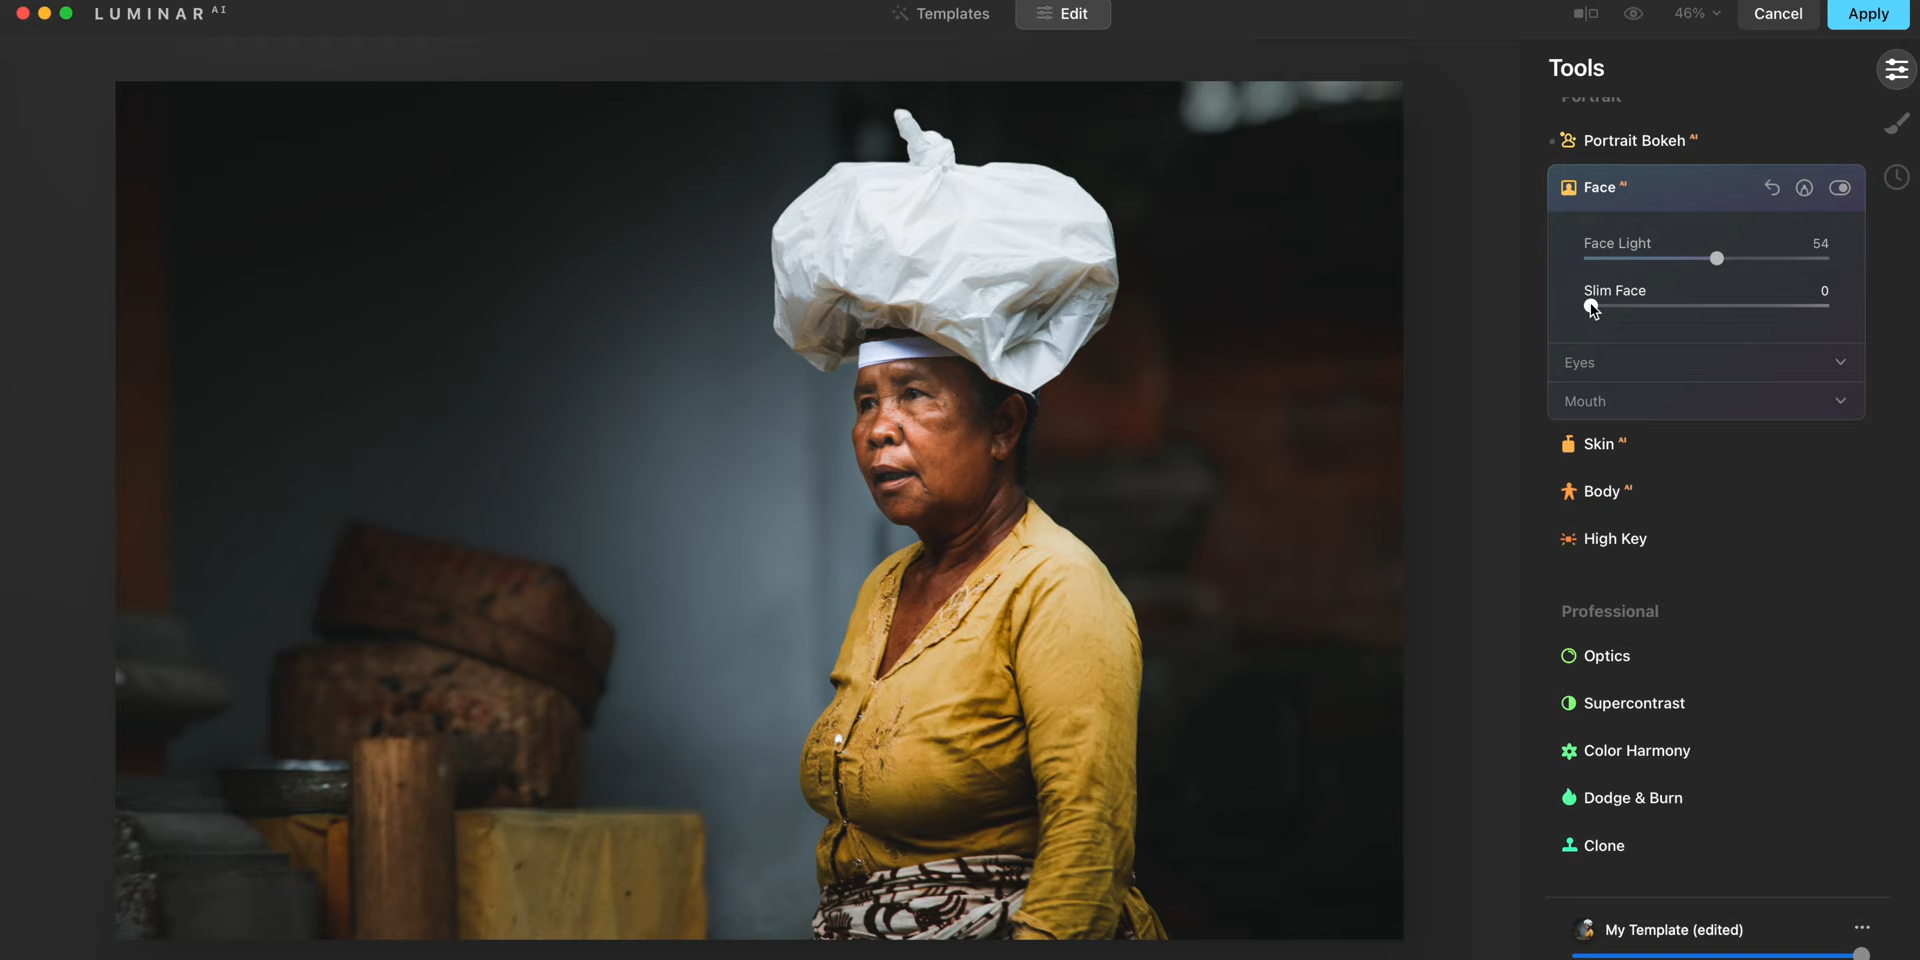 LUMINAR AI
Templates
Edit
46%
Cancel
Apply
Tools
Portrait
Portrait Bokeh AI
Face AI
Face Light 54
Slim Face 0
Eyes
Mouth
Skin AI
Body AI
High Key
Professional
Optics
Supercontrast
Color Harmony
Dodge & Burn
Clone
My Template (edited)